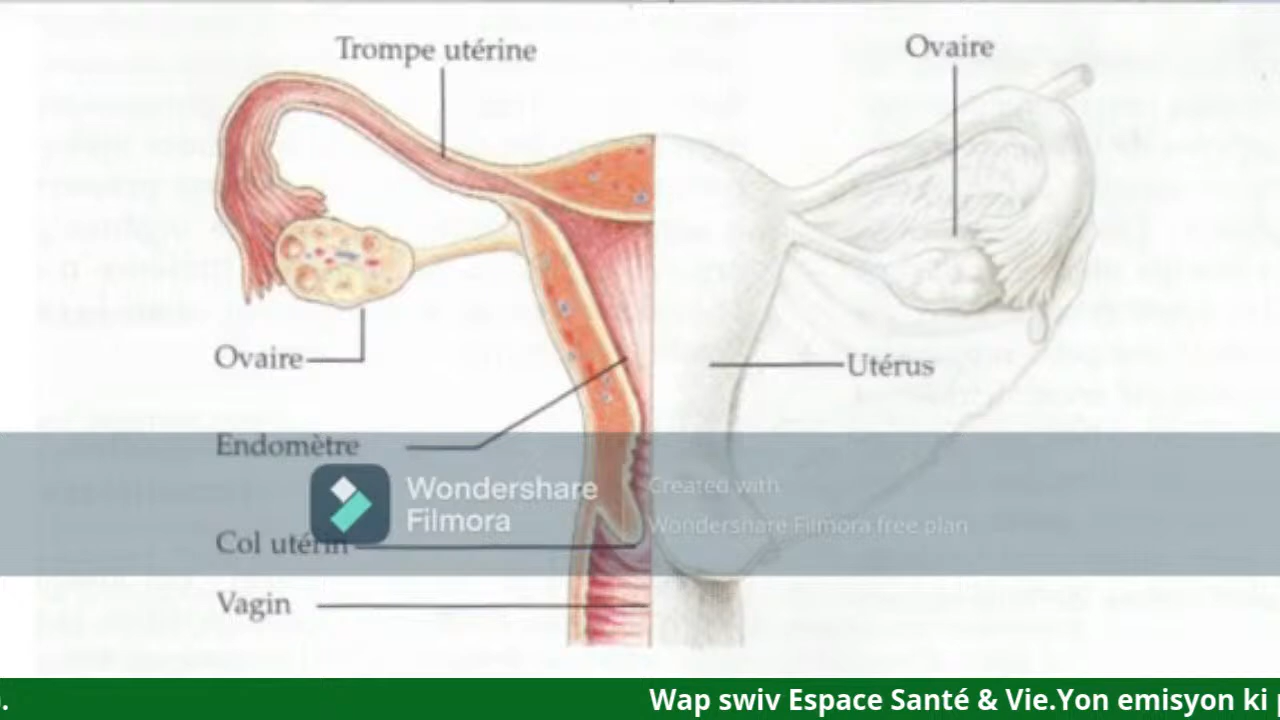 Trompe utérine
Ovaire
Ovaire
Utérus
Endomètre
Wondershare
Filmora
Created with
Wondershare Filmora free plan
Col utérin
Vagin
Wap swiv Espace Santé & Vie.Yon emisyon ki